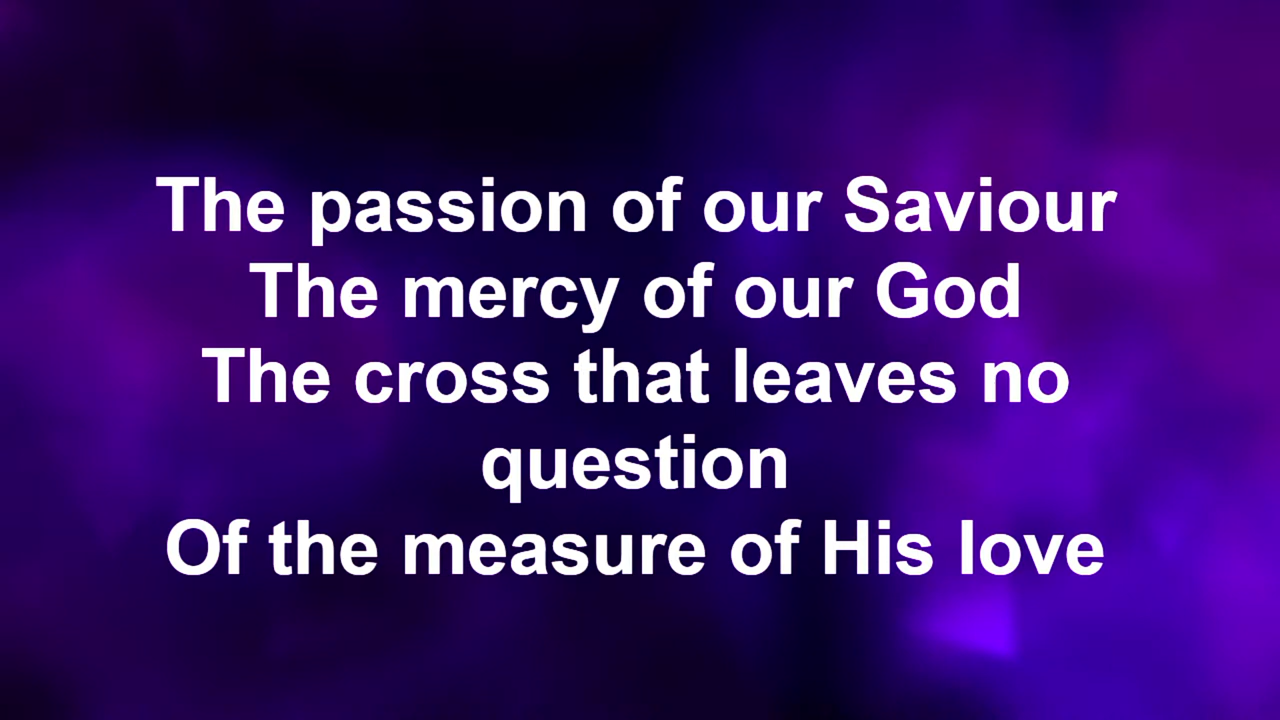 The passion of our Saviour
The mercy of our God
The cross that leaves no
question
Of the measure of His love